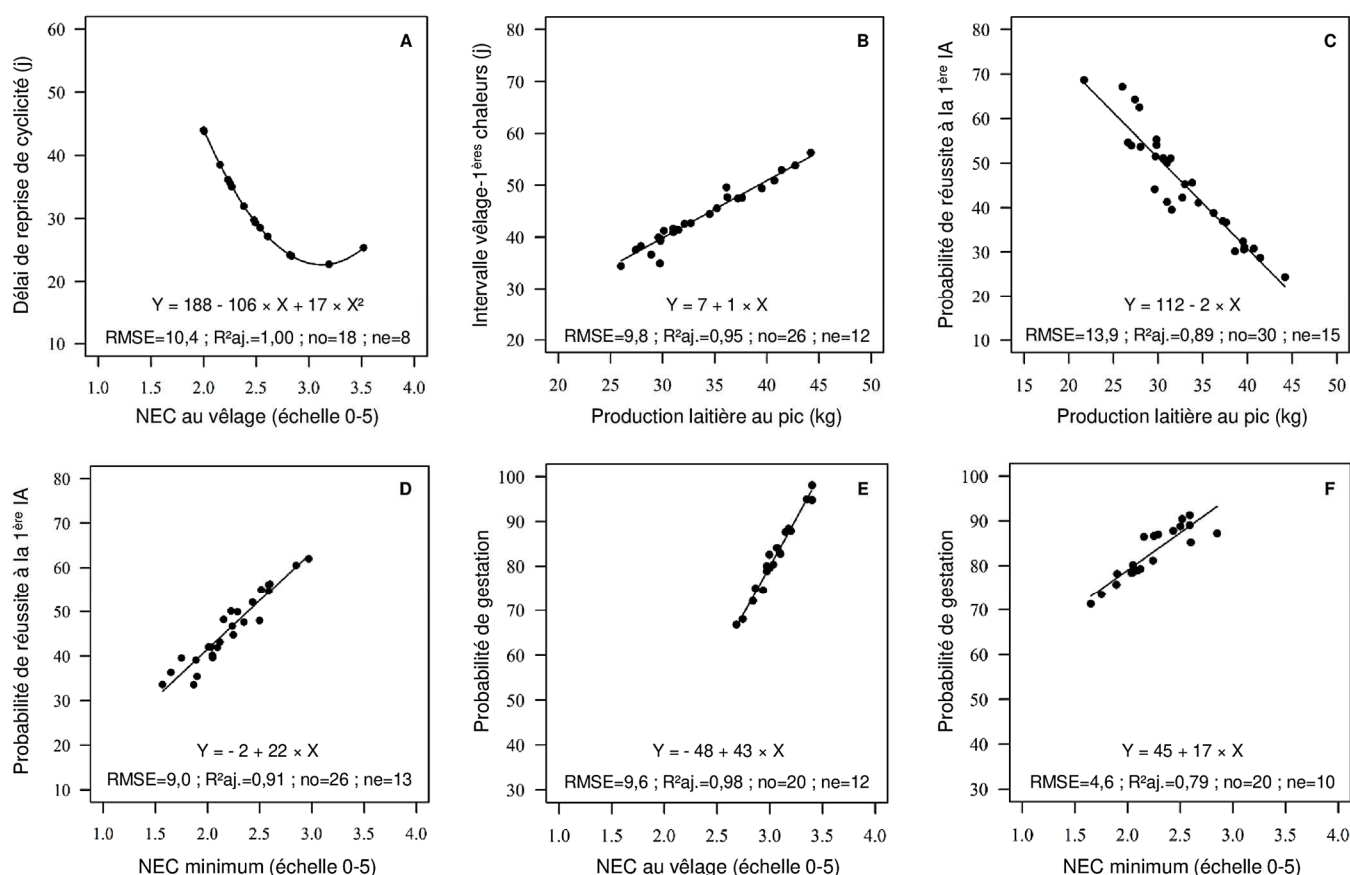 A
Délai de reprise de cyclicité (j)
60
50
40
30
20
10
Y = 188 - 106 × X + 17 × X²
RMSE=10,4 ; R²aj.=1,00 ; no=18 ; ne=8
1.0 1.5 2.0 2.5 3.0 3.5 4.0
NEC au vêlage (échelle 0-5)
B
Intervalle vêlage-1ères chaleurs (j)
80
70
60
50
40
30
20
Y = 7 + 1 × X
RMSE=9,8 ; R²aj.=0,95 ; no=26 ; ne=12
20 25 30 35 40 45 50
Production laitière au pic (kg)
C
Probabilité de réussite à la 1ère IA
80
70
60
50
40
30
20
10
Y = 112 - 2 × X
RMSE=13,9 ; R²aj.=0,89 ; no=30 ; ne=15
15 20 25 30 35 40 45 50
Production laitière au pic (kg)
D
Probabilité de réussite à la 1ère IA
80
70
60
50
40
30
20
10
Y = - 2 + 22 × X
RMSE=9,0 ; R²aj.=0,91 ; no=26 ; ne=13
1.0 1.5 2.0 2.5 3.0 3.5 4.0
NEC minimum (échelle 0-5)
E
Probabilité de gestation
100
90
80
70
60
50
40
30
Y = - 48 + 43 × X
RMSE=9,6 ; R²aj.=0,98 ; no=20 ; ne=12
1.0 1.5 2.0 2.5 3.0 3.5 4.0
NEC au vêlage (échelle 0-5)
F
Probabilité de gestation
100
90
80
70
60
50
40
30
Y = 45 + 17 × X
RMSE=4,6 ; R²aj.=0,79 ; no=20 ; ne=10
1.0 1.5 2.0 2.5 3.0 3.5 4.0
NEC minimum (échelle 0-5)